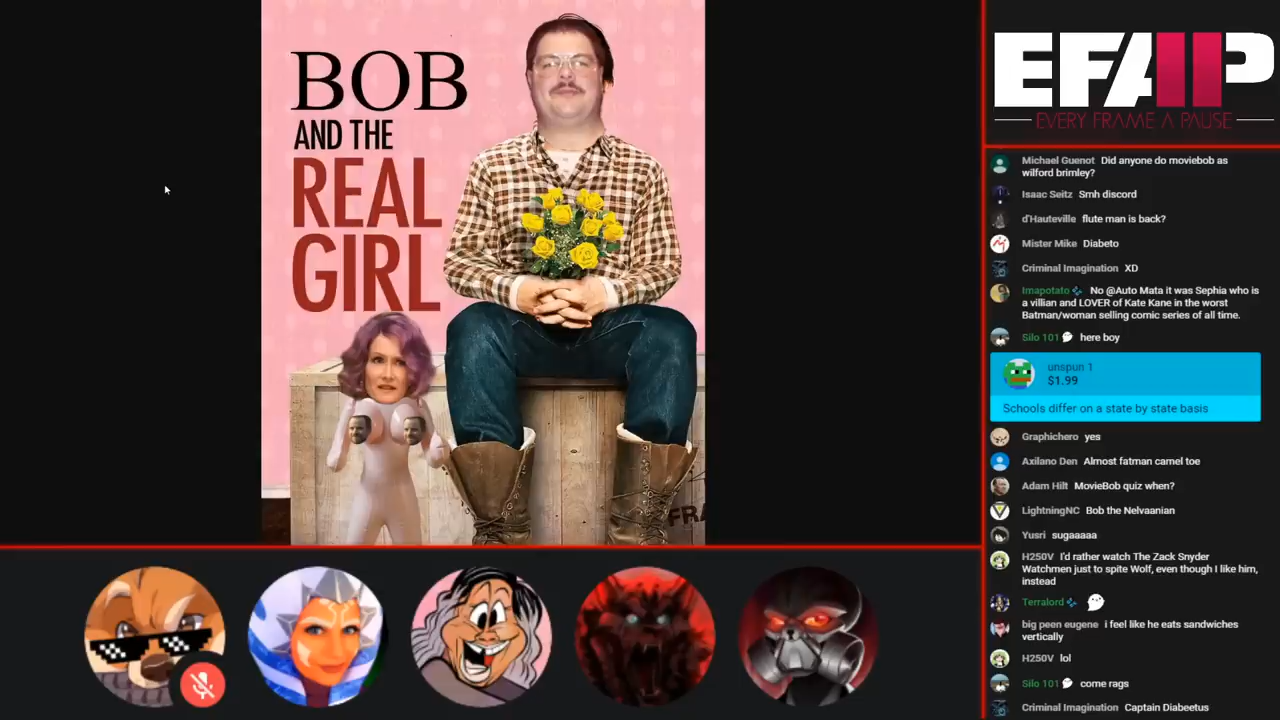 BOB
AND THE
REAL
GIRL
FRA
EFAP
EVERY FRAME A PAUSE
Michael Guenot Did anyone do moviebob as
wilford brimley?
Isaac Seitz Smh discord
d'Hauteville flute man is back?
Mister Mike Diabeto
Criminal Imagination XD
Imapotato No @Auto Mata it was Sephia who is
a villian and LOVER of Kate Kane in the worst
Batman/woman selling comic series of all time.
Silo 101 here boy
unspun 1
$1.99
Schools differ on a state by state basis
Graphichero yes
Axilano Den Almost fatman camel toe
Adam Hilt MovieBob quiz when?
LightningNC Bob the Nelvaanian
Yusri sugaaaaa
H250V I'd rather watch The Zack Snyder
Watchmen just to spite Wolf, even though I like him,
instead
Terralord
big peen eugene i feel like he eats sandwiches
vertically
H250V lol
Silo 101 come rags
Criminal Imagination Captain Diabeetus